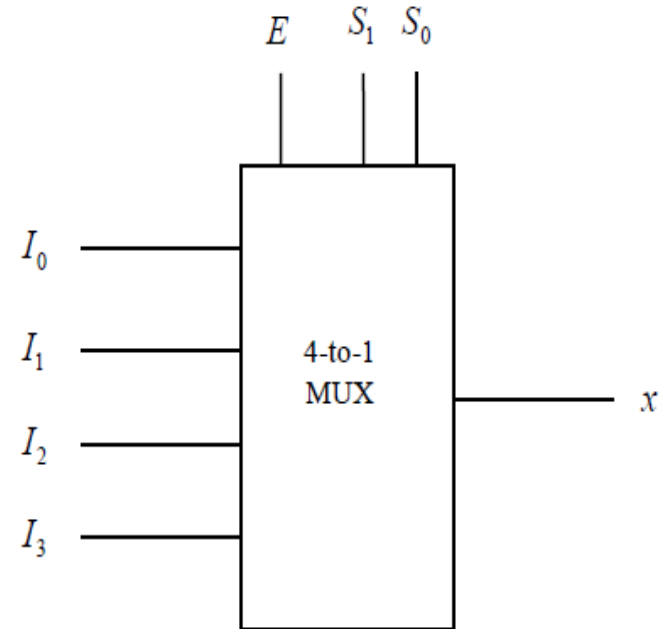 E S₁ S₀
I₀
I₁
4-to-1
MUX
x
I₂
I₃